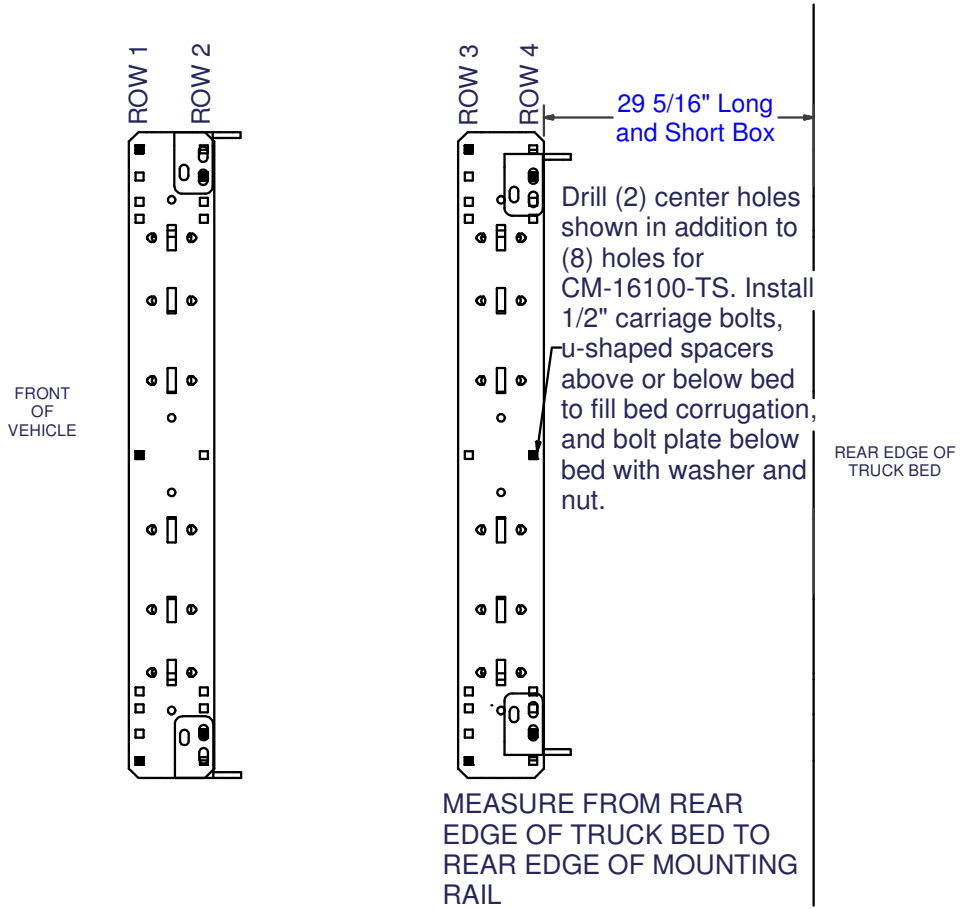 ROW 1
ROW 2
ROW 3
ROW 4
29 5/16" Long
and Short Box
Drill (2) center holes
shown in addition to
(8) holes for
CM-16100-TS. Install
1/2" carriage bolts,
u-shaped spacers
above or below bed
to fill bed corrugation,
and bolt plate below
bed with washer and
nut.
FRONT
OF
VEHICLE
REAR EDGE OF
TRUCK BED
MEASURE FROM REAR
EDGE OF TRUCK BED TO
REAR EDGE OF MOUNTING
RAIL